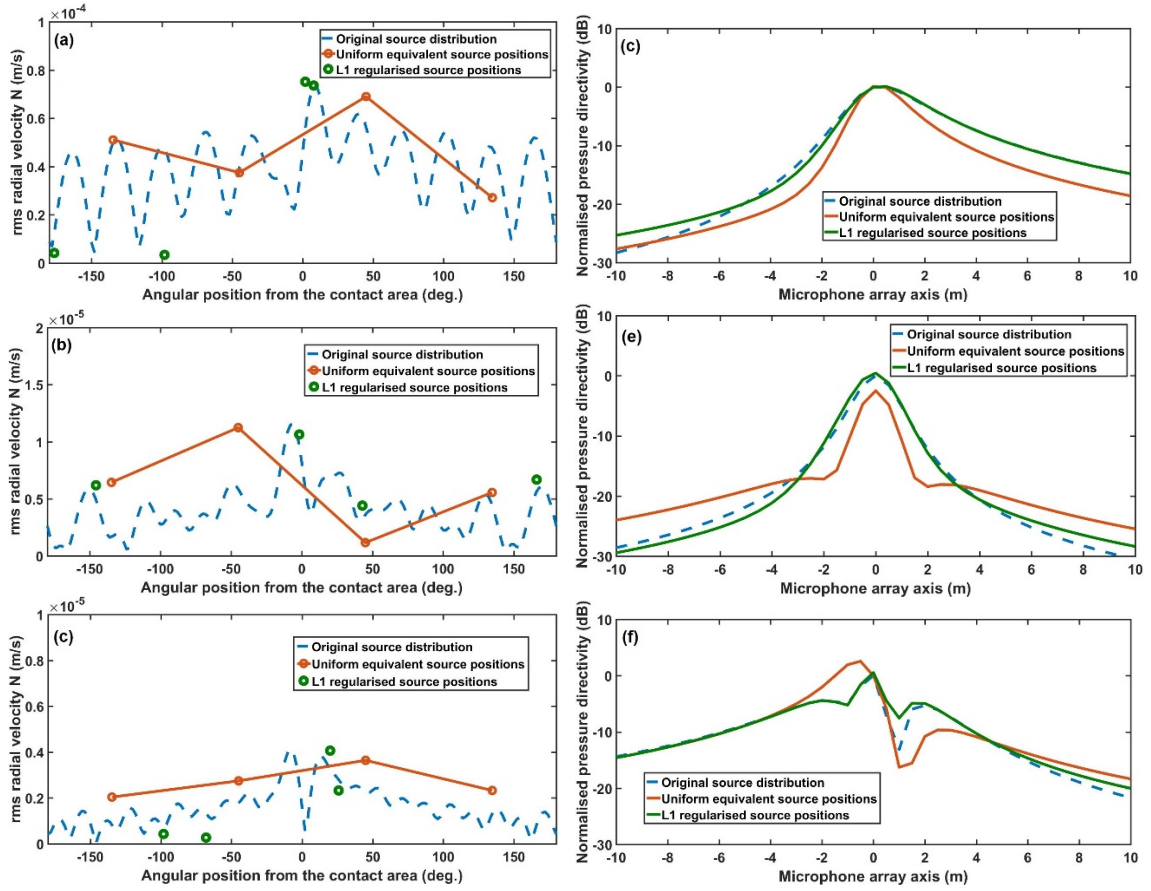 (a)
×10⁻⁴
1
0.8
0.6
0.4
0.2
0
rms radial velocity N (m/s)
Original source distribution
Uniform equivalent source positions
L1 regularised source positions
-150 -100 -50 0 50 100 150
Angular position from the contact area (deg.)
(c)
10
0
-10
-20
-30
Normalised pressure directivity (dB)
Original source distribution
Uniform equivalent source positions
L1 regularised source positions
-10 -8 -6 -4 -2 0 2 4 6 8 10
Microphone array axis (m)
(b)
×10⁻⁵
2
1.5
1
0.5
0
rms radial velocity N (m/s)
Original source distribution
Uniform equivalent source positions
L1 regularised source positions
-150 -100 -50 0 50 100 150
Angular position from the contact area (deg.)
(e)
10
0
-10
-20
-30
Normalised pressure directivity (dB)
Original source distribution
Uniform equivalent source positions
L1 regularised source positions
-10 -8 -6 -4 -2 0 2 4 6 8 10
Microphone array axis (m)
(c)
×10⁻⁵
1
0.8
0.6
0.4
0.2
0
rms radial velocity N (m/s)
Original source distribution
Uniform equivalent source positions
L1 regularised source positions
-150 -100 -50 0 50 100 150
Angular position from the contact area (deg.)
(f)
10
0
-10
-20
-30
Normalised pressure directivity (dB)
Original source distribution
Uniform equivalent source positions
L1 regularised source positions
-10 -8 -6 -4 -2 0 2 4 6 8 10
Microphone array axis (m)